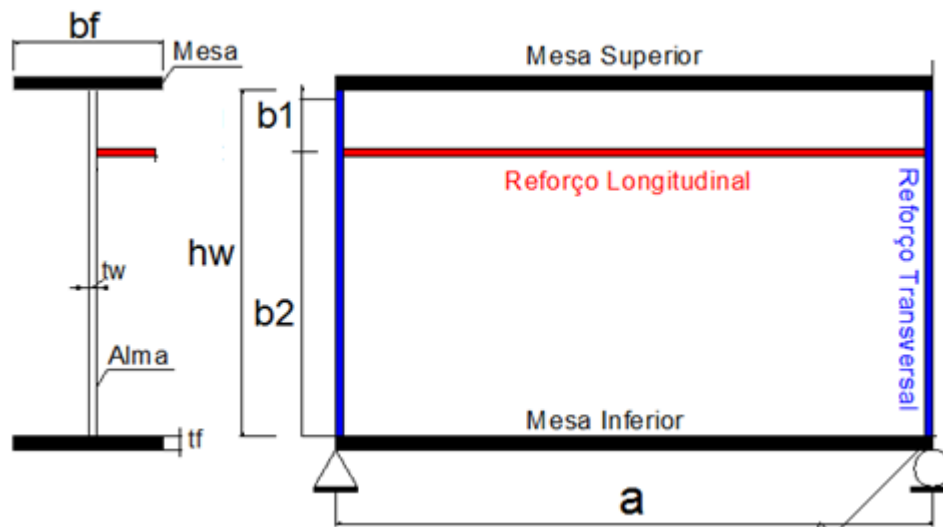 bf
Mesa
Mesa Superior
b1
Reforço Longitudinal
Reforço Transversal
hw
tw
b2
Alma
Mesa Inferior
tf
a